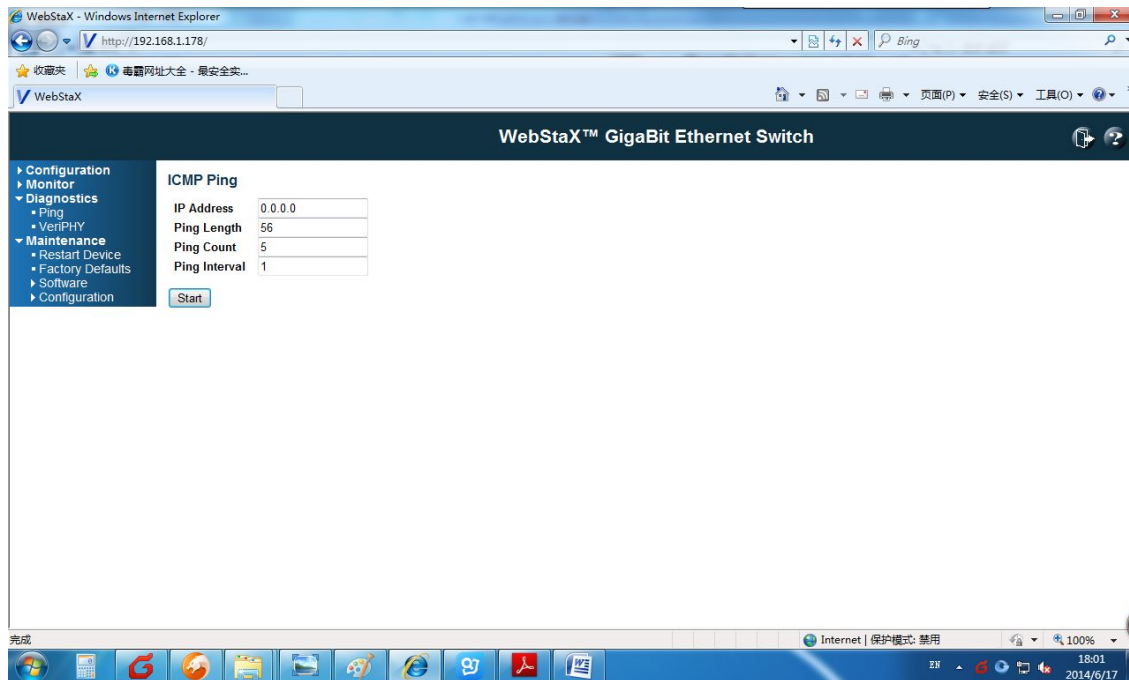 WebStaX - Windows Internet Explorer
http://192.168.1.178/
Bing
收藏夹
毒霸网址大全 - 最安全实...
WebStaX
页面(P)
安全(S)
工具(O)
WebStaX™ GigaBit Ethernet Switch
Configuration
Monitor
Diagnostics
Ping
VeriPHY
Maintenance
Restart Device
Factory Defaults
Software
Configuration
ICMP Ping
IP Address 0.0.0.0
Ping Length 56
Ping Count 5
Ping Interval 1
Start
完成
Internet | 保护模式: 禁用
100%
EN
18:01
2014/6/17